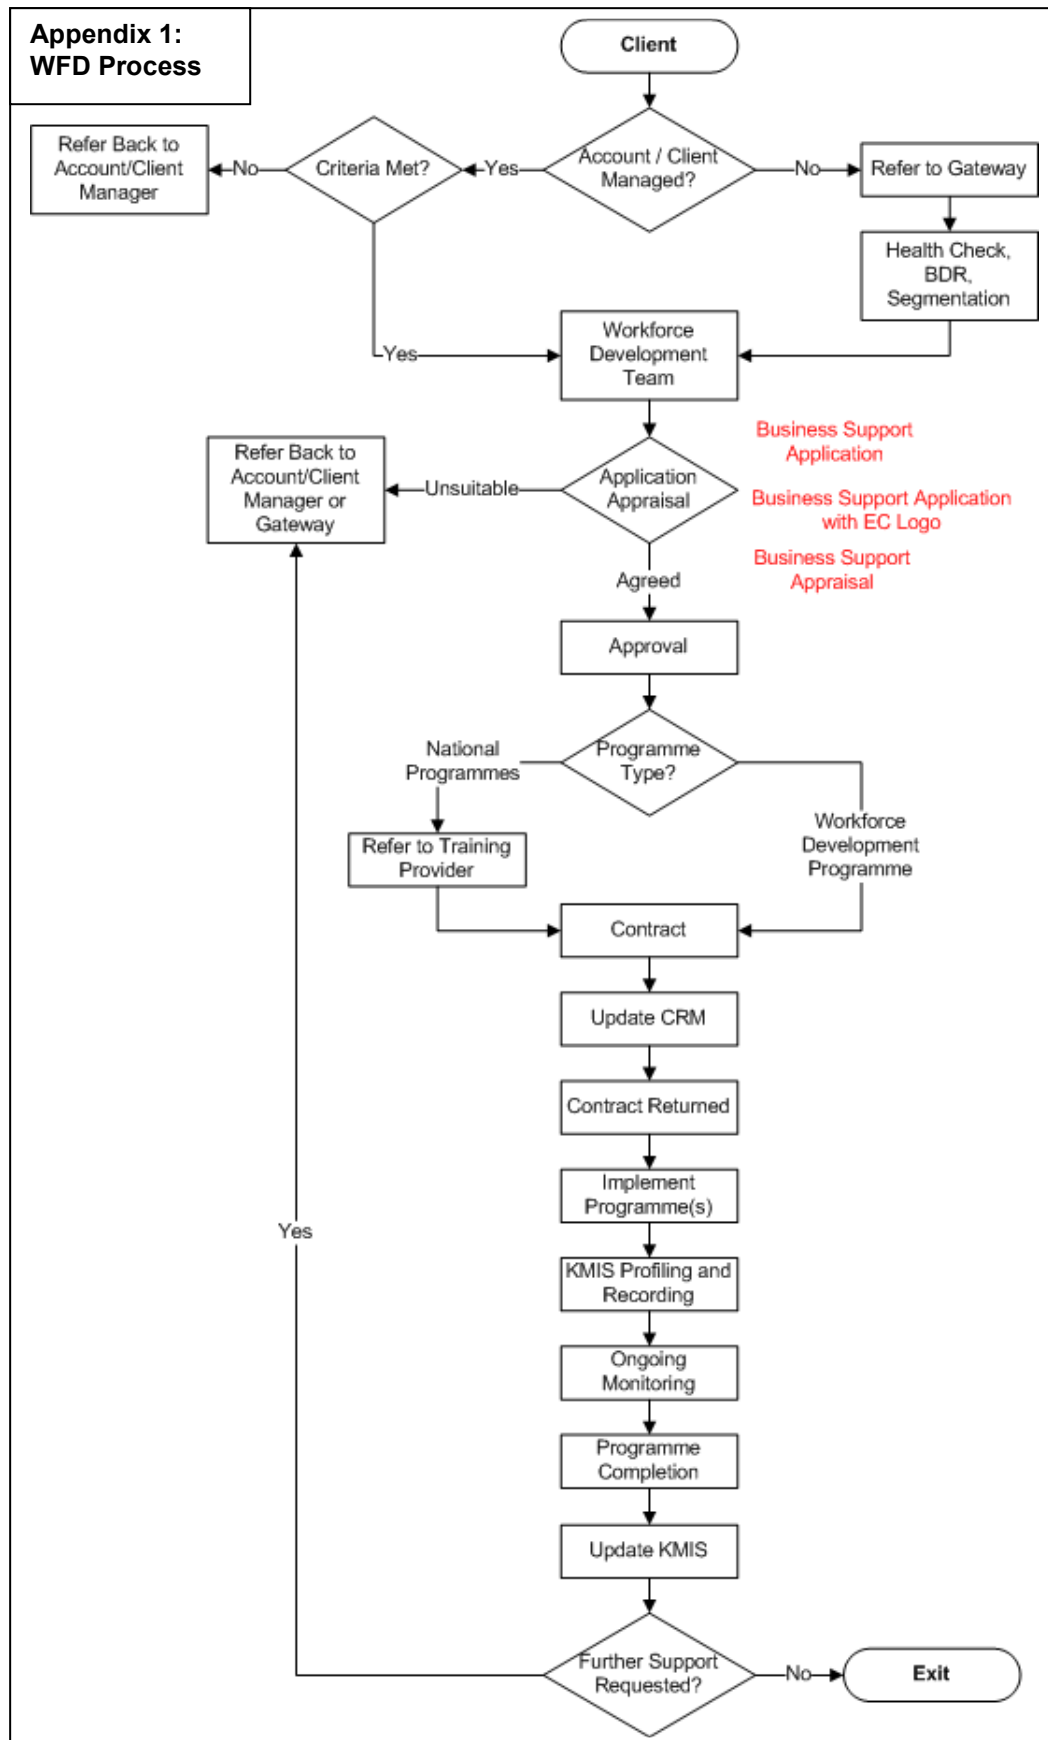 Appendix 1:
WFD Process
Client
Refer Back to
Account/Client
Manager
No
Criteria Met?
Yes
Account / Client
Managed?
No
Refer to Gateway
Health Check,
BDR,
Segmentation
Yes
Workforce
Development
Team
Refer Back to
Account/Client
Manager or
Gateway
Unsuitable
Application
Appraisal
Business Support
Application
Business Support Application
with EC Logo
Business Support
Appraisal
Agreed
Approval
National
Programmes
Programme
Type?
Refer to Training
Provider
Workforce
Development
Programme
Contract
Update CRM
Contract Returned
Implement
Programme(s)
Yes
KMIS Profiling and
Recording
Ongoing
Monitoring
Programme
Completion
Update KMIS
Further Support
Requested?
No
Exit